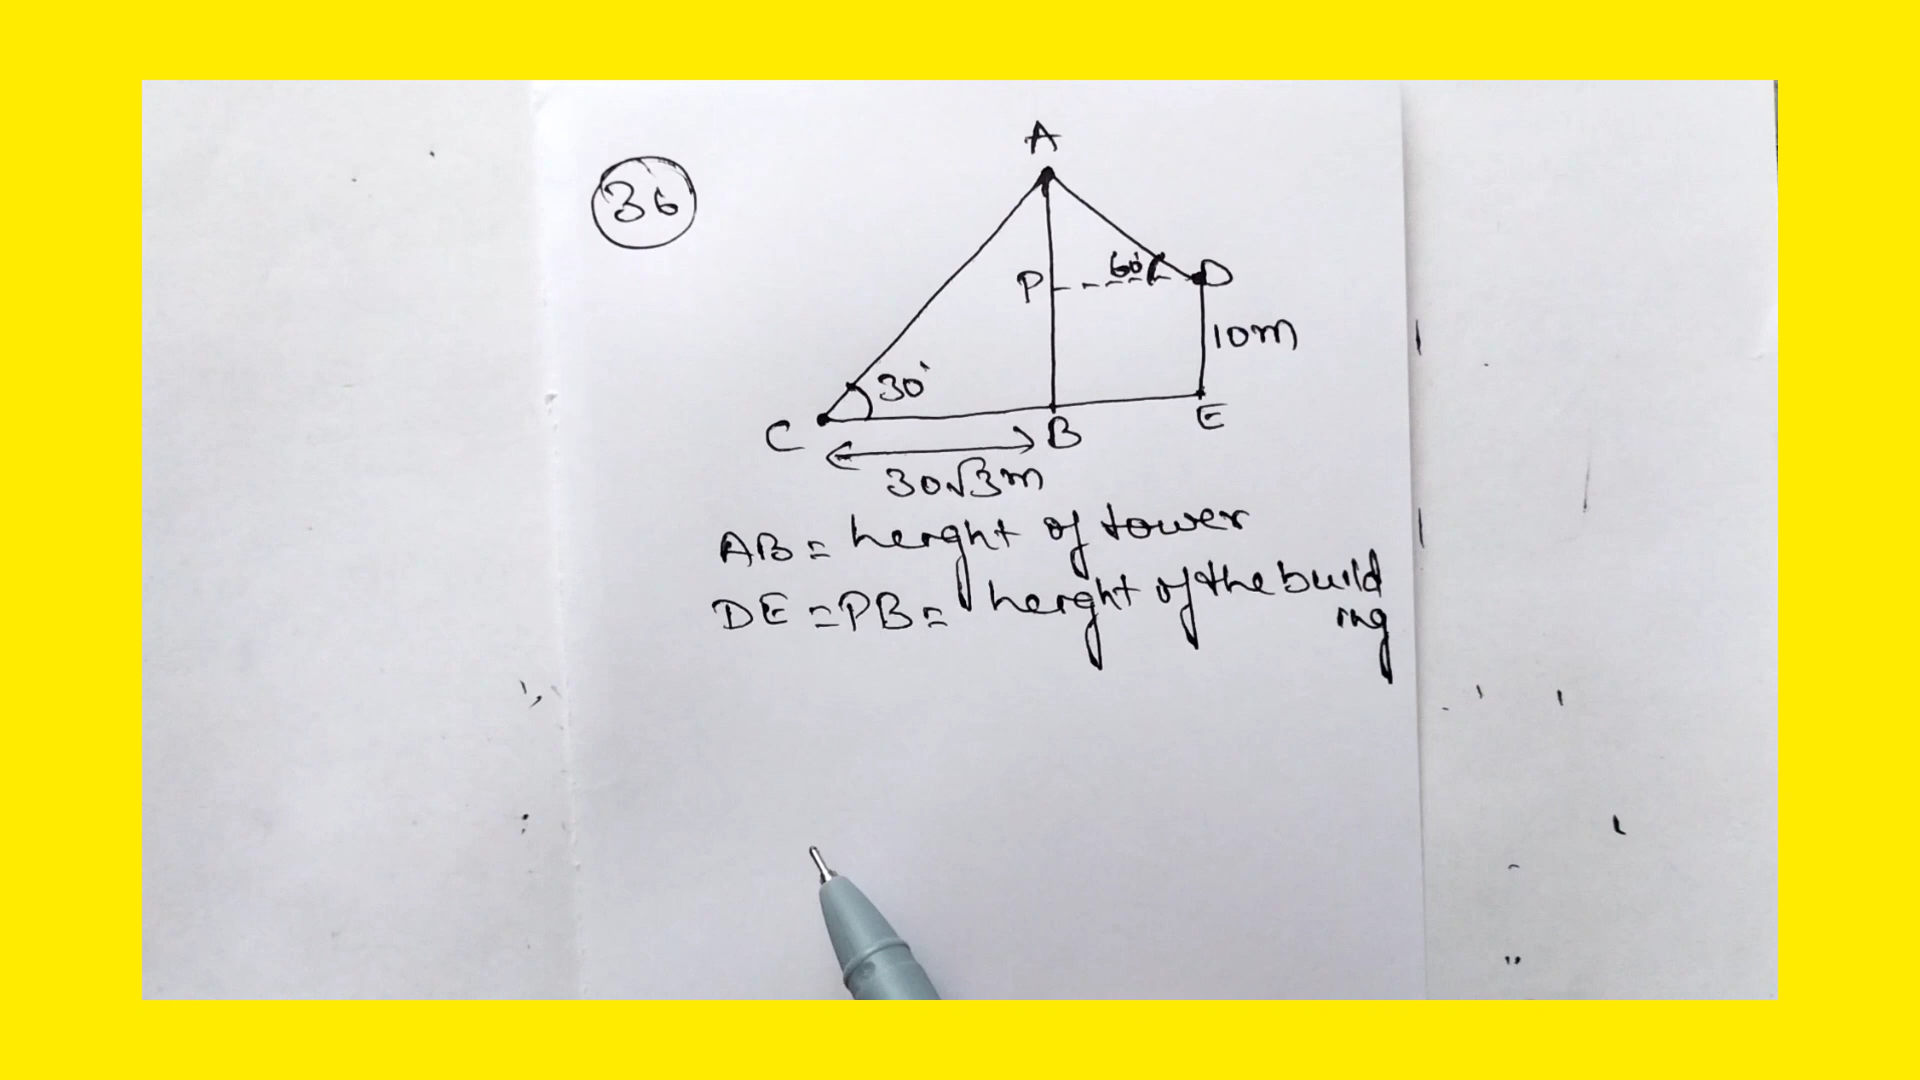 36
A
P
60°
D
10m
30°
C
B
E
30√3m
AB = height of tower
DE = PB = height of the build
ing